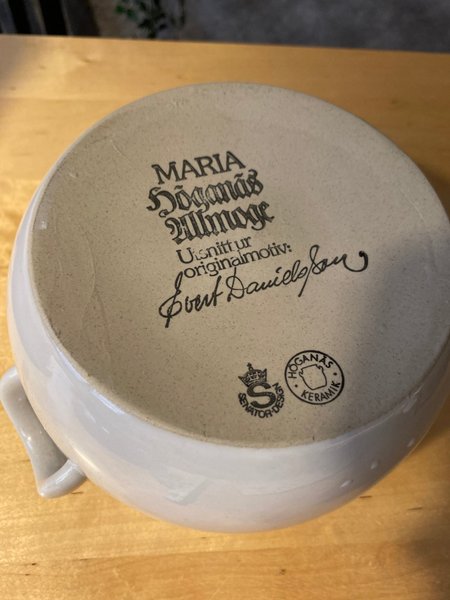 MARIA
Höganäs
Allmoge
Utsnitt ur
originalmotiv:
Evert Danielsson
S
SENATOR-DESIGN
HÖGANÄS
KERAMIK